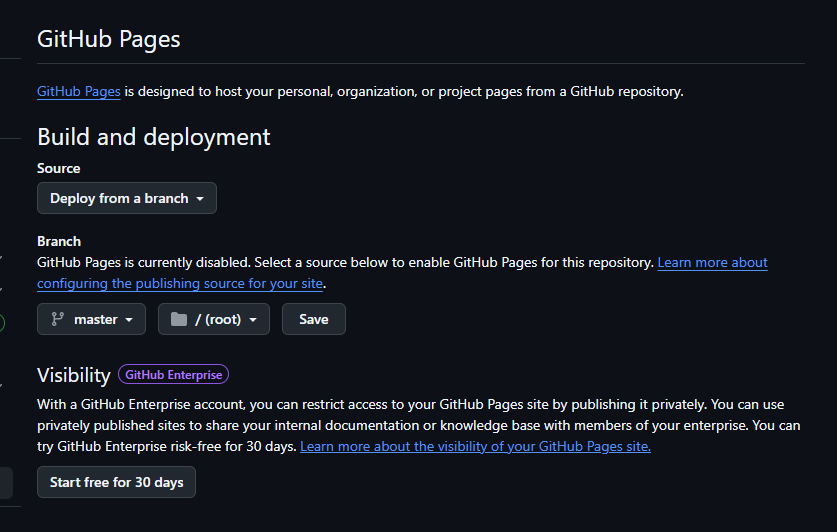 GitHub Pages
GitHub Pages is designed to host your personal, organization, or project pages from a GitHub repository.
Build and deployment
Source
Deploy from a branch
Branch
GitHub Pages is currently disabled. Select a source below to enable GitHub Pages for this repository. Learn more about
configuring the publishing source for your site.
master / (root) Save
Visibility GitHub Enterprise
With a GitHub Enterprise account, you can restrict access to your GitHub Pages site by publishing it privately. You can use
privately published sites to share your internal documentation or knowledge base with members of your enterprise. You can
try GitHub Enterprise risk-free for 30 days. Learn more about the visibility of your GitHub Pages site.
Start free for 30 days